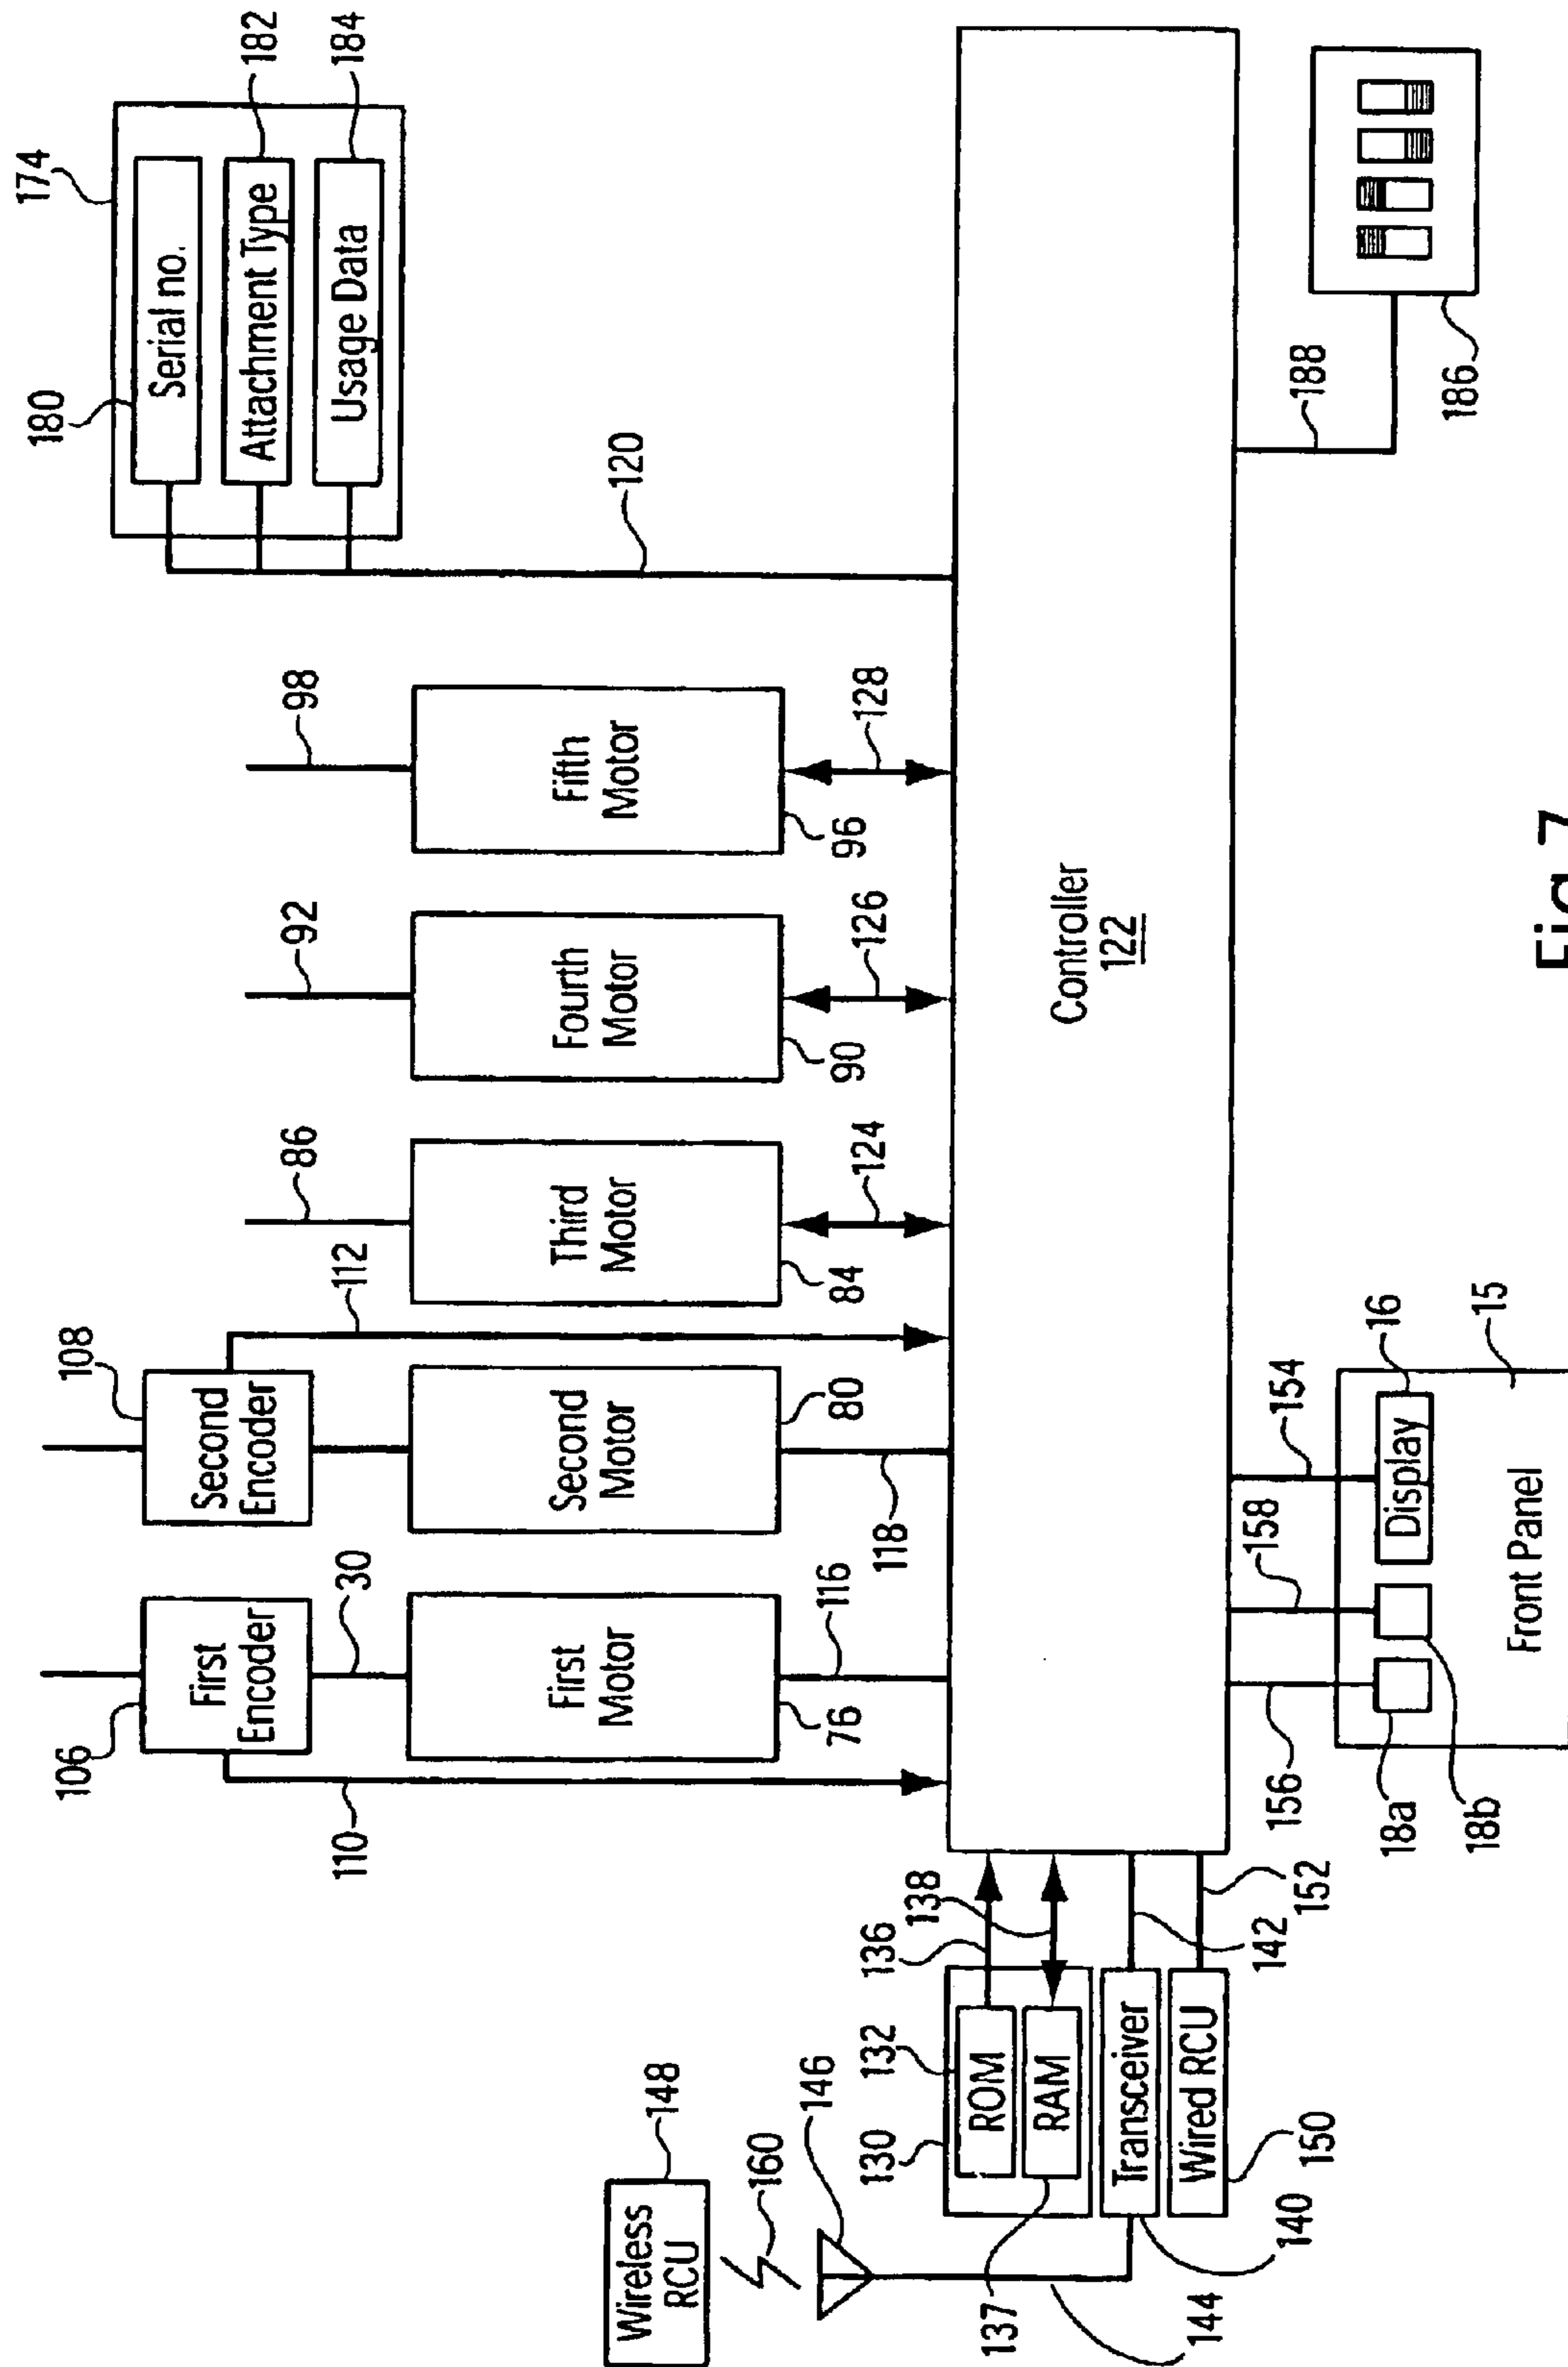 174
180
Serial no.
182
Attachment Type
184
Usage Data
120
108
Second
Encoder
106
First
Encoder
30
110
112
86
92
98
First
Motor
76
116
Second
Motor
80
118
Third
Motor
84
124
Fourth
Motor
90
126
Fifth
Motor
96
128
Wireless
RCU
148
160
146
144
130
132
ROM
136
137
RAM
138
Transceiver
140
142
Wired RCU
150
152
Controller
122
156
158
154
18a
18b
Display
16
15
Front Panel
188
186
Fig.7